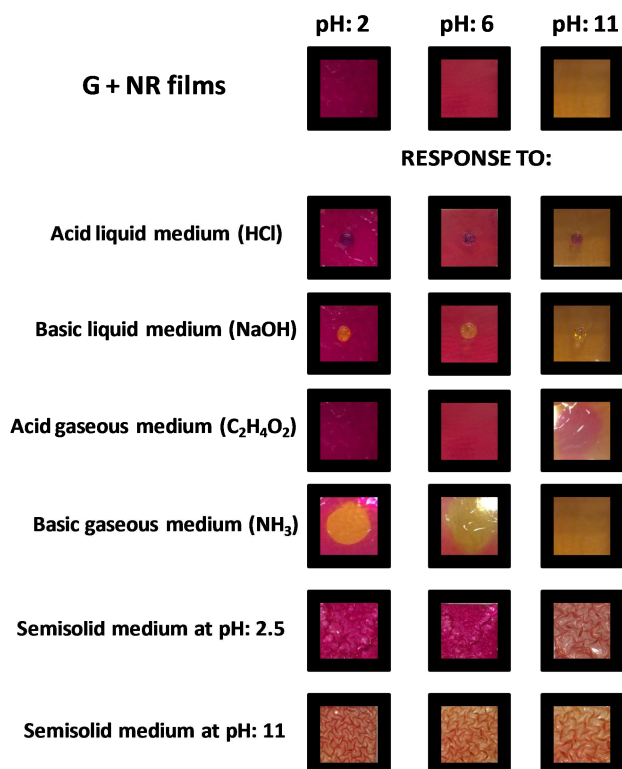 pH: 2 pH: 6 pH: 11
G + NR films
RESPONSE TO:
Acid liquid medium (HCl)
Basic liquid medium (NaOH)
Acid gaseous medium (C₂H₄O₂)
Basic gaseous medium (NH₃)
Semisolid medium at pH: 2.5
Semisolid medium at pH: 11